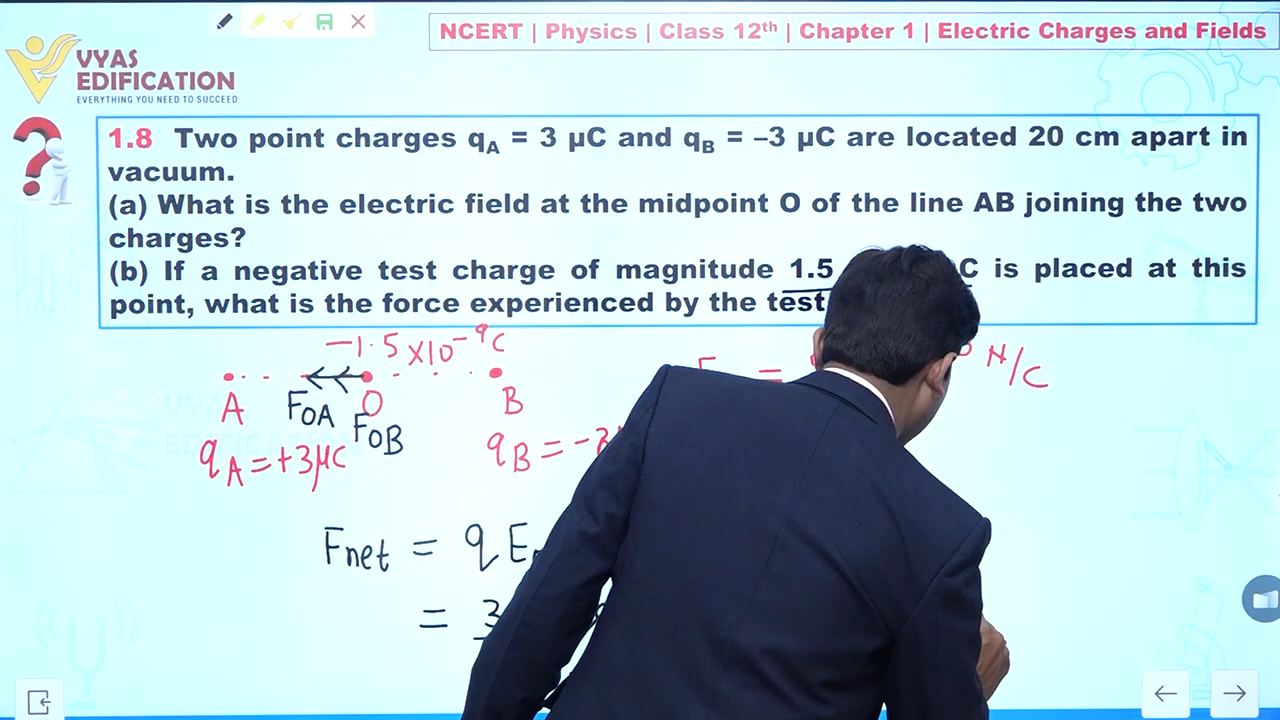 NCERT | Physics | Class 12th | Chapter 1 | Electric Charges and Fields
VYAS
EDIFICATION
EVERYTHING YOU NEED TO SUCCEED
1.8 Two point charges qA = 3 µC and qB = –3 µC are located 20 cm apart in
vacuum.
(a) What is the electric field at the midpoint O of the line AB joining the two
charges?
(b) If a negative test charge of magnitude 1.5 C is placed at this
point, what is the force experienced by the test
−1.5 ×10⁻⁹C
A FOA O FOB B
qA = +3µC qB = −3
= N/C
Fnet = q E
= 3